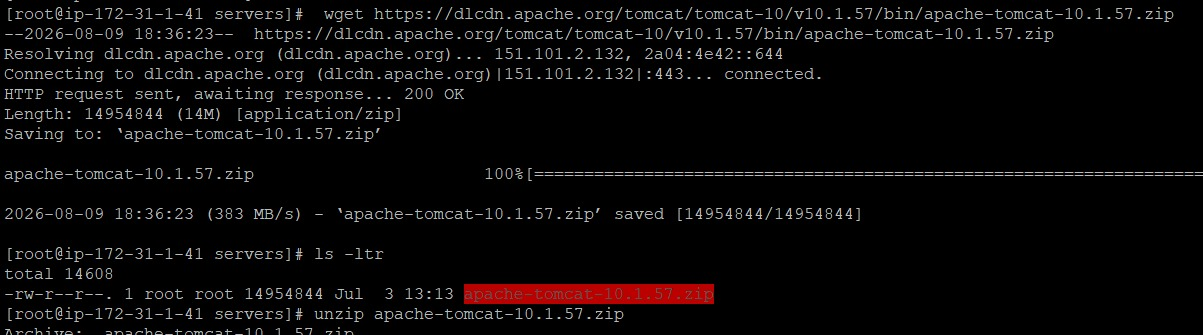 [root@ip-172-31-1-41 servers]#  wget https://dlcdn.apache.org/tomcat/tomcat-10/v10.1.57/bin/apache-tomcat-10.1.57.zip
--2026-08-09 18:36:23--  https://dlcdn.apache.org/tomcat/tomcat-10/v10.1.57/bin/apache-tomcat-10.1.57.zip
Resolving dlcdn.apache.org (dlcdn.apache.org)... 151.101.2.132, 2a04:4e42::644
Connecting to dlcdn.apache.org (dlcdn.apache.org)|151.101.2.132|:443... connected.
HTTP request sent, awaiting response... 200 OK
Length: 14954844 (14M) [application/zip]
Saving to: ‘apache-tomcat-10.1.57.zip’
apache-tomcat-10.1.57.zip                       100%[===================================================================
2026-08-09 18:36:23 (383 MB/s) - ‘apache-tomcat-10.1.57.zip’ saved [14954844/14954844]
[root@ip-172-31-1-41 servers]# ls -ltr
total 14608
-rw-r--r--. 1 root root 14954844 Jul  3 13:13 apache-tomcat-10.1.57.zip
[root@ip-172-31-1-41 servers]# unzip apache-tomcat-10.1.57.zip
Archive:  apache-tomcat-10.1.57.zip